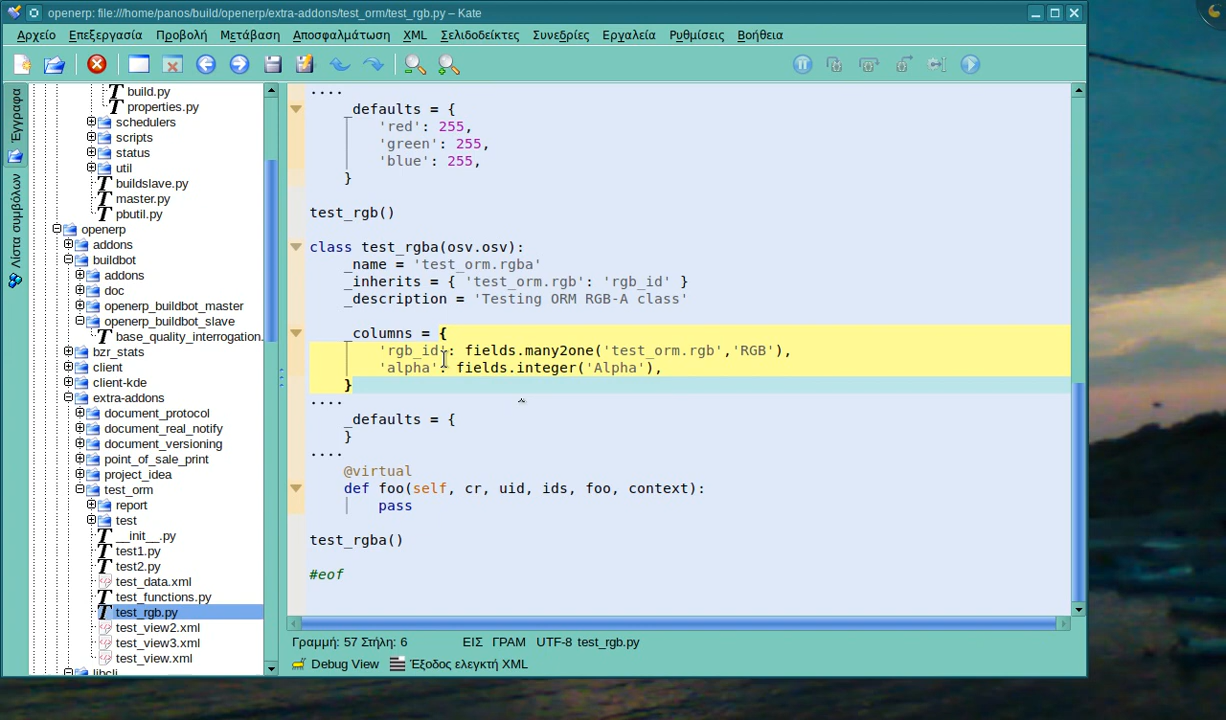 openerp: file:///home/panos/build/openerp/extra-addons/test_orm/test_rgb.py – Kate
Αρχείο Επεξεργασία Προβολή Μετάβαση Αποσφαλμάτωση XML Σελιδοδείκτες Συνεδρίες Εργαλεία Ρυθμίσεις Βοήθεια
Έγγραφα
Λίστα συμβόλων
build.py
properties.py
schedulers
scripts
status
util
buildslave.py
master.py
pbutil.py
openerp
addons
buildbot
addons
doc
openerp_buildbot_master
openerp_buildbot_slave
base_quality_interrogation.
bzr_stats
client
client-kde
extra-addons
document_protocol
document_real_notify
document_versioning
point_of_sale_print
project_idea
test_orm
report
test
__init__.py
test1.py
test2.py
test_data.xml
test_functions.py
test_rgb.py
test_view2.xml
test_view3.xml
test_view.xml
libcli
····
_defaults = {
'red': 255,
'green': 255,
'blue': 255,
}
test_rgb()
class test_rgba(osv.osv):
_name = 'test_orm.rgba'
_inherits = { 'test_orm.rgb': 'rgb_id' }
_description = 'Testing ORM RGB-A class'
_columns = {
'rgb_id': fields.many2one('test_orm.rgb','RGB'),
'alpha': fields.integer('Alpha'),
}
····
_defaults = {
}
····
@virtual
def foo(self, cr, uid, ids, foo, context):
pass
test_rgba()
#eof
Γραμμή: 57 Στήλη: 6 ΕΙΣ ΓΡΑΜ UTF-8 test_rgb.py
Debug View Έξοδος ελεγκτή XML